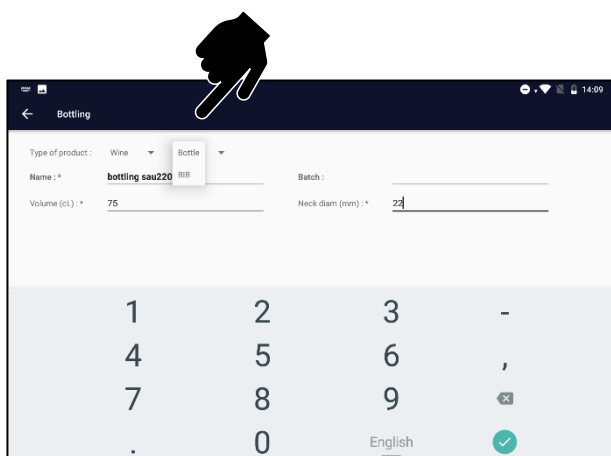 14:09
Bottling
Type of product : Wine Bottle
BIB
Name : * bottling sau220 Batch :
Volume (cl.) : * 75 Neck diam (mm) : * 22
1 2 3 -
4 5 6 ,
7 8 9
. 0 English